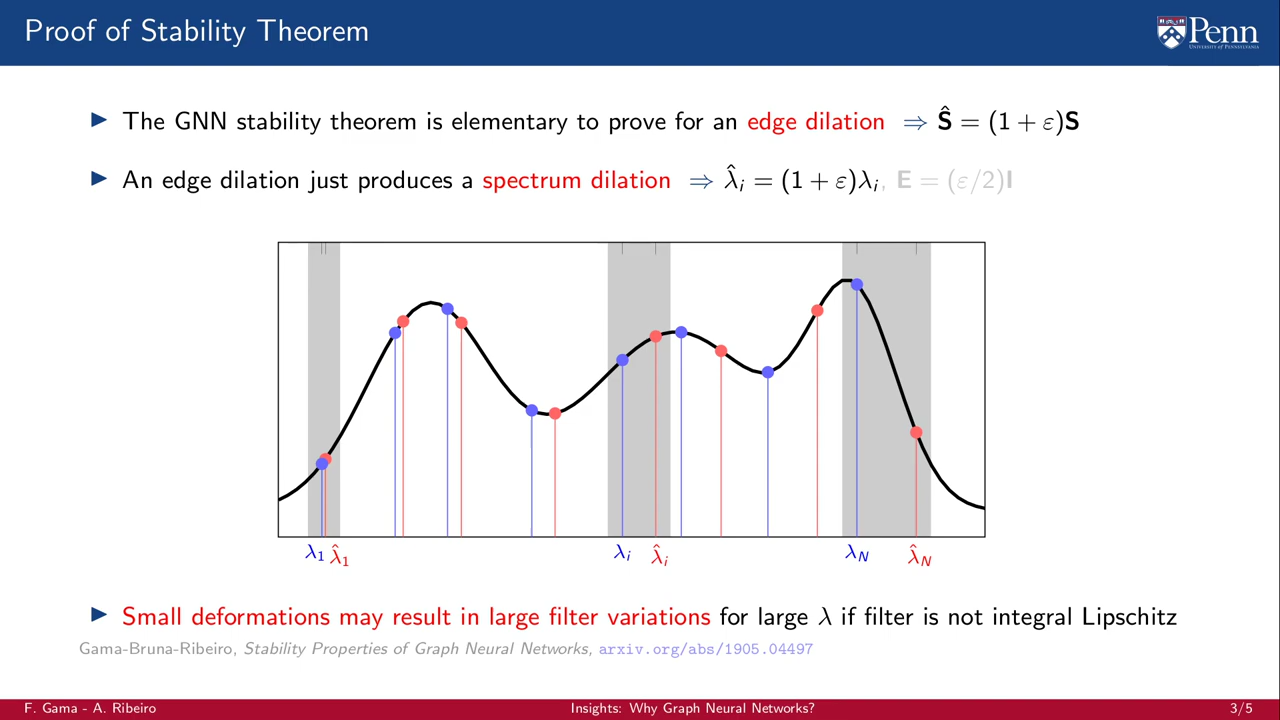 Proof of Stability Theorem
Penn
UNIVERSITY OF PENNSYLVANIA
▶ The GNN stability theorem is elementary to prove for an edge dilation ⇒ Ŝ = (1 + ε)S
▶ An edge dilation just produces a spectrum dilation ⇒ λ̂ᵢ = (1 + ε)λᵢ, E = (ε/2)I
λ₁ λ̂₁ λᵢ λ̂ᵢ λ_N λ̂_N
▶ Small deformations may result in large filter variations for large λ if filter is not integral Lipschitz
Gama-Bruna-Ribeiro, Stability Properties of Graph Neural Networks, arxiv.org/abs/1905.04497
F. Gama - A. Ribeiro Insights: Why Graph Neural Networks? 3/5